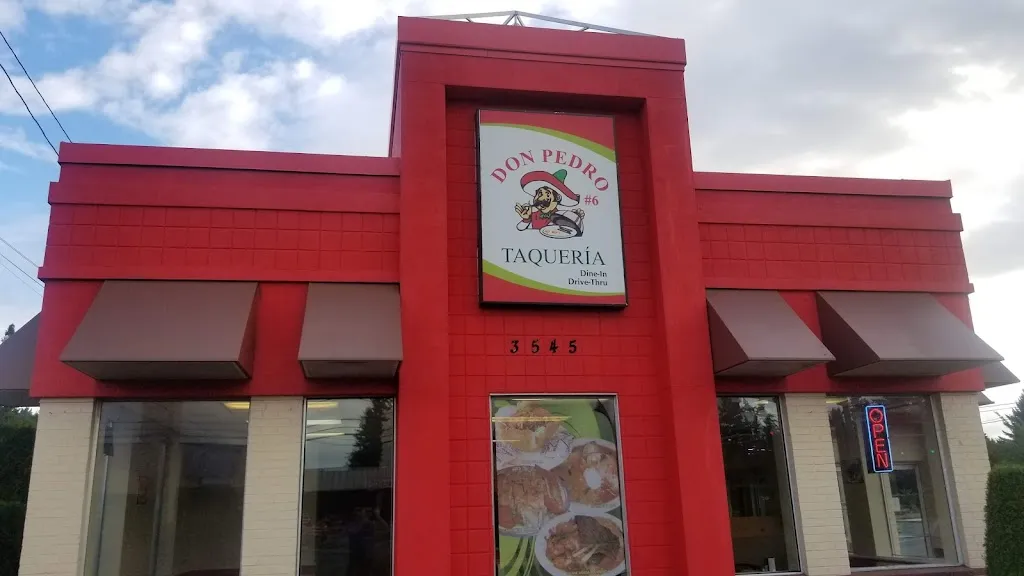 DON PEDRO
#6
TAQUERÍA
Dine-In
Drive-Thru
3545
OPEN